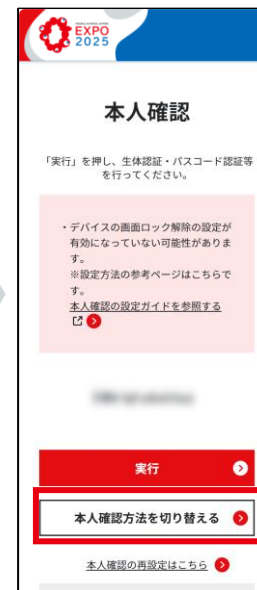 EXPO
2025
本人確認
「実行」を押し、生体認証・パスコード認証等
を行ってください。
・デバイスの画面ロック解除の設定が
有効になっていない可能性がありま
す。
※設定方法の参考ページはこちらで
す。
本人確認の設定ガイドを参照する
実行
本人確認方法を切り替える
本人確認の再設定はこちら